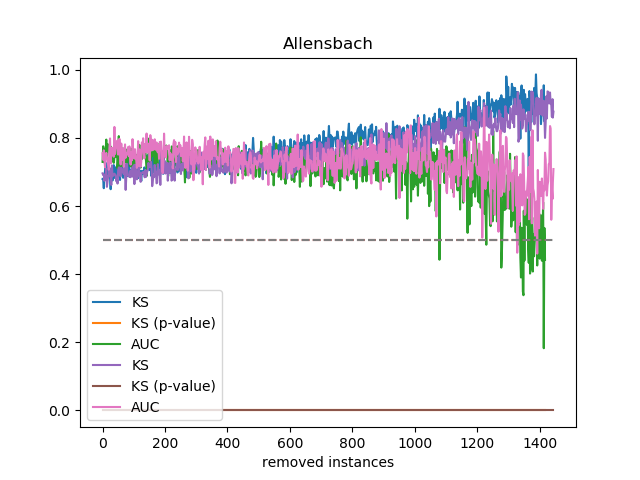 Allensbach
1.0
0.8
0.6
0.4
0.2
0.0
KS
KS (p-value)
AUC
KS
KS (p-value)
AUC
0 200 400 600 800 1000 1200 1400
removed instances